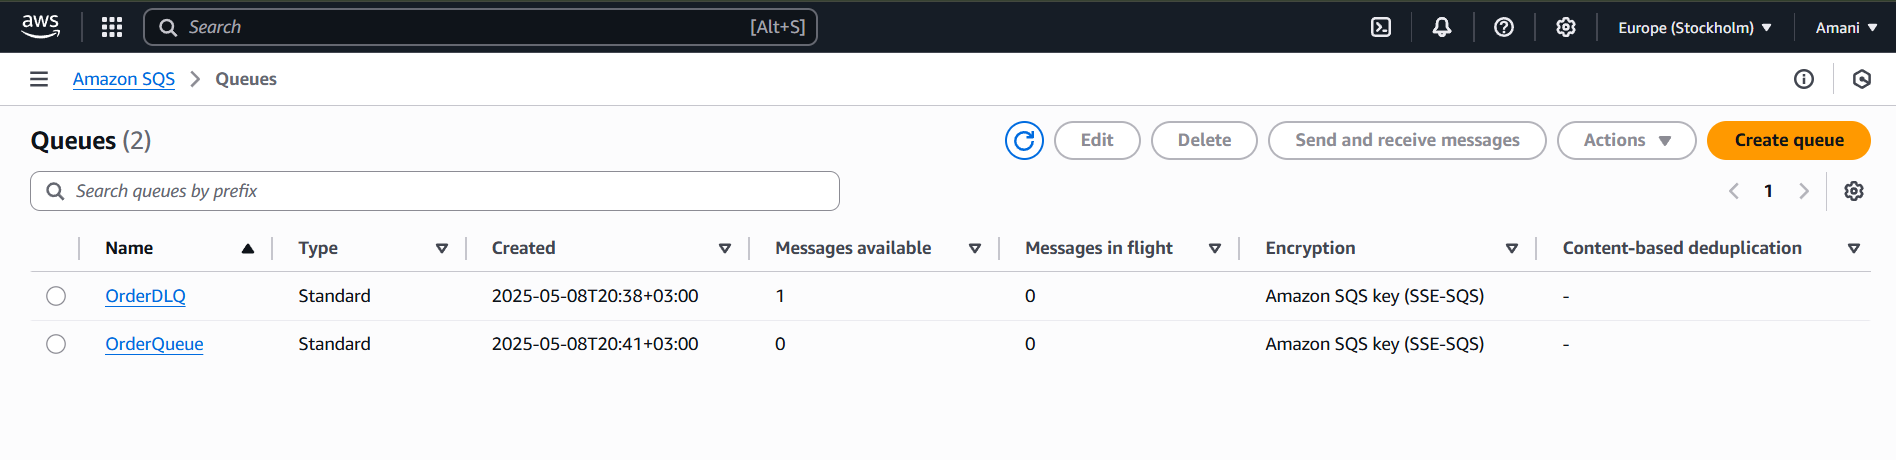 aws Search [Alt+S] Europe (Stockholm) Amani
Amazon SQS Queues
Queues (2) Edit Delete Send and receive messages Actions Create queue
Search queues by prefix 1
Name Type Created Messages available Messages in flight Encryption Content-based deduplication
OrderDLQ Standard 2025-05-08T20:38+03:00 1 0 Amazon SQS key (SSE-SQS) -
OrderQueue Standard 2025-05-08T20:41+03:00 0 0 Amazon SQS key (SSE-SQS) -